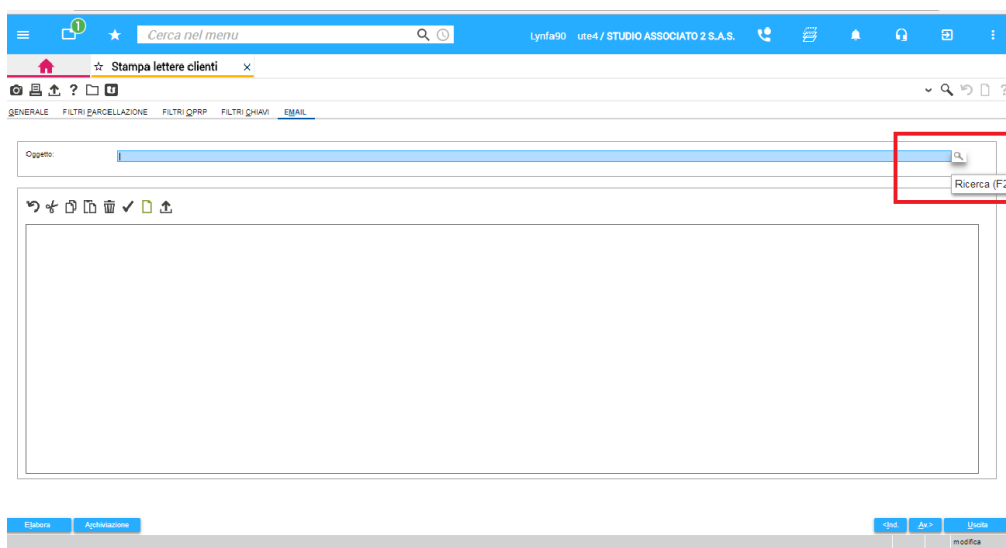 1
Cerca nel menu
Lynfa90 ute4 / STUDIO ASSOCIATO 2 S.A.S.
Stampa lettere clienti
GENERALE FILTRI PARCELLAZIONE FILTRI QPRP FILTRI CHIAVI EMAIL
Oggetto:
Ricerca (F2
Elabora Archiviazione <Ind. Av.> Uscita
modifica